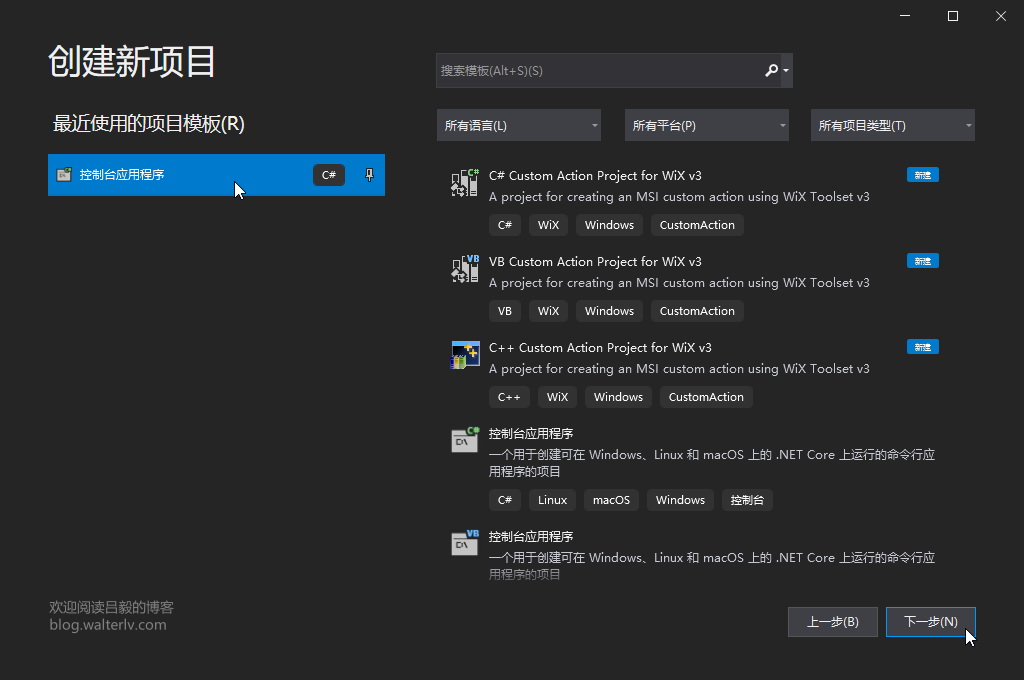 创建新项目
搜索模板(Alt+S)(S)
最近使用的项目模板(R)
所有语言(L)
所有平台(P)
所有项目类型(T)
控制台应用程序
C#
C#
C# Custom Action Project for WiX v3
新建
A project for creating an MSI custom action using WiX Toolset v3
C# WiX Windows CustomAction
VB
VB Custom Action Project for WiX v3
新建
A project for creating an MSI custom action using WiX Toolset v3
VB WiX Windows CustomAction
C++ Custom Action Project for WiX v3
新建
A project for creating an MSI custom action using WiX Toolset v3
C++ WiX Windows CustomAction
C#
控制台应用程序
一个用于创建可在 Windows、Linux 和 macOS 上的 .NET Core 上运行的命令行应
用程序的项目
C# Linux macOS Windows 控制台
VB
控制台应用程序
一个用于创建可在 Windows、Linux 和 macOS 上的 .NET Core 上运行的命令行应
用程序的项目
欢迎阅读吕毅的博客
blog.walterlv.com
上一步(B)
下一步(N)